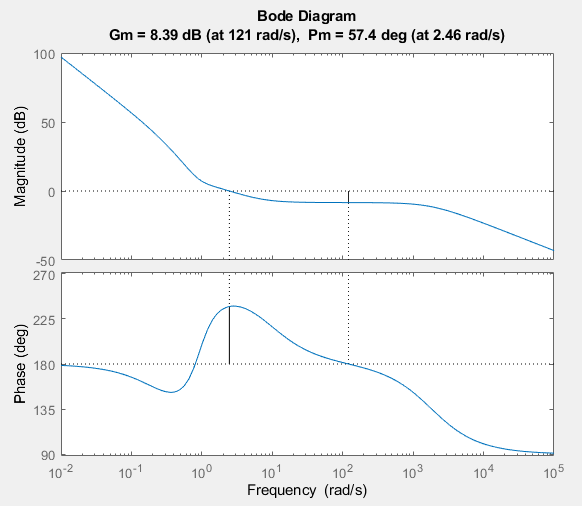 Bode Diagram
Gm = 8.39 dB (at 121 rad/s), Pm = 57.4 deg (at 2.46 rad/s)
100
50
0
-50
Magnitude (dB)
270
225
180
135
90
Phase (deg)
10^-2 10^-1 10^0 10^1 10^2 10^3 10^4 10^5
Frequency (rad/s)